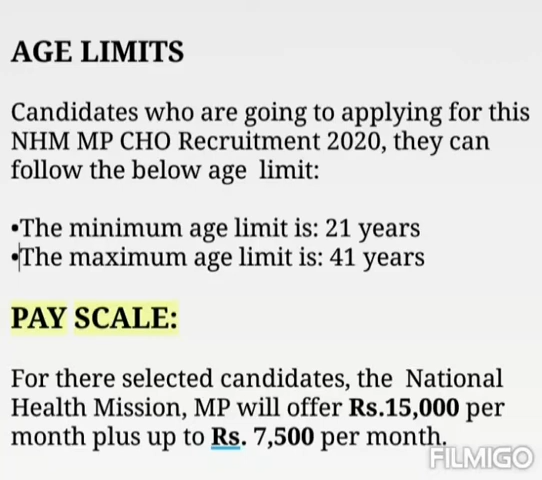 AGE LIMITS
Candidates who are going to applying for this
NHM MP CHO Recruitment 2020, they can
follow the below age limit:
•The minimum age limit is: 21 years
•The maximum age limit is: 41 years
PAY SCALE:
For there selected candidates, the National
Health Mission, MP will offer Rs.15,000 per
month plus up to Rs. 7,500 per month.
FILMIGO